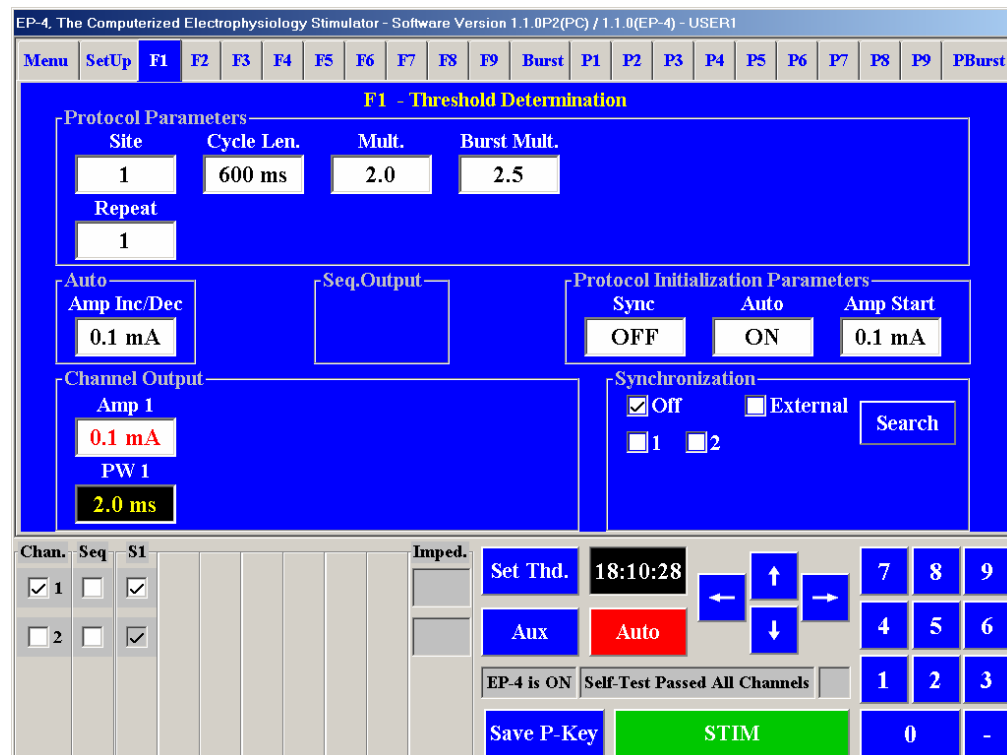 EP-4, The Computerized Electrophysiology Stimulator - Software Version 1.1.0P2(PC) / 1.1.0(EP-4) - USER1
Menu SetUp F1 F2 F3 F4 F5 F6 F7 F8 F9 Burst P1 P2 P3 P4 P5 P6 P7 P8 P9 PBurst
F1 - Threshold Determination
Protocol Parameters
Site Cycle Len. Mult. Burst Mult.
1 600 ms 2.0 2.5
Repeat
1
Auto Seq.Output Protocol Initialization Parameters
Amp Inc/Dec Sync Auto Amp Start
0.1 mA OFF ON 0.1 mA
Channel Output Synchronization
Amp 1 Off External
0.1 mA 1 2 Search
PW 1
2.0 ms
Chan. Seq S1 Imped.
1 Set Thd. 18:10:28 7 8 9
2 Aux Auto 4 5 6
EP-4 is ON Self-Test Passed All Channels 1 2 3
Save P-Key STIM 0 -